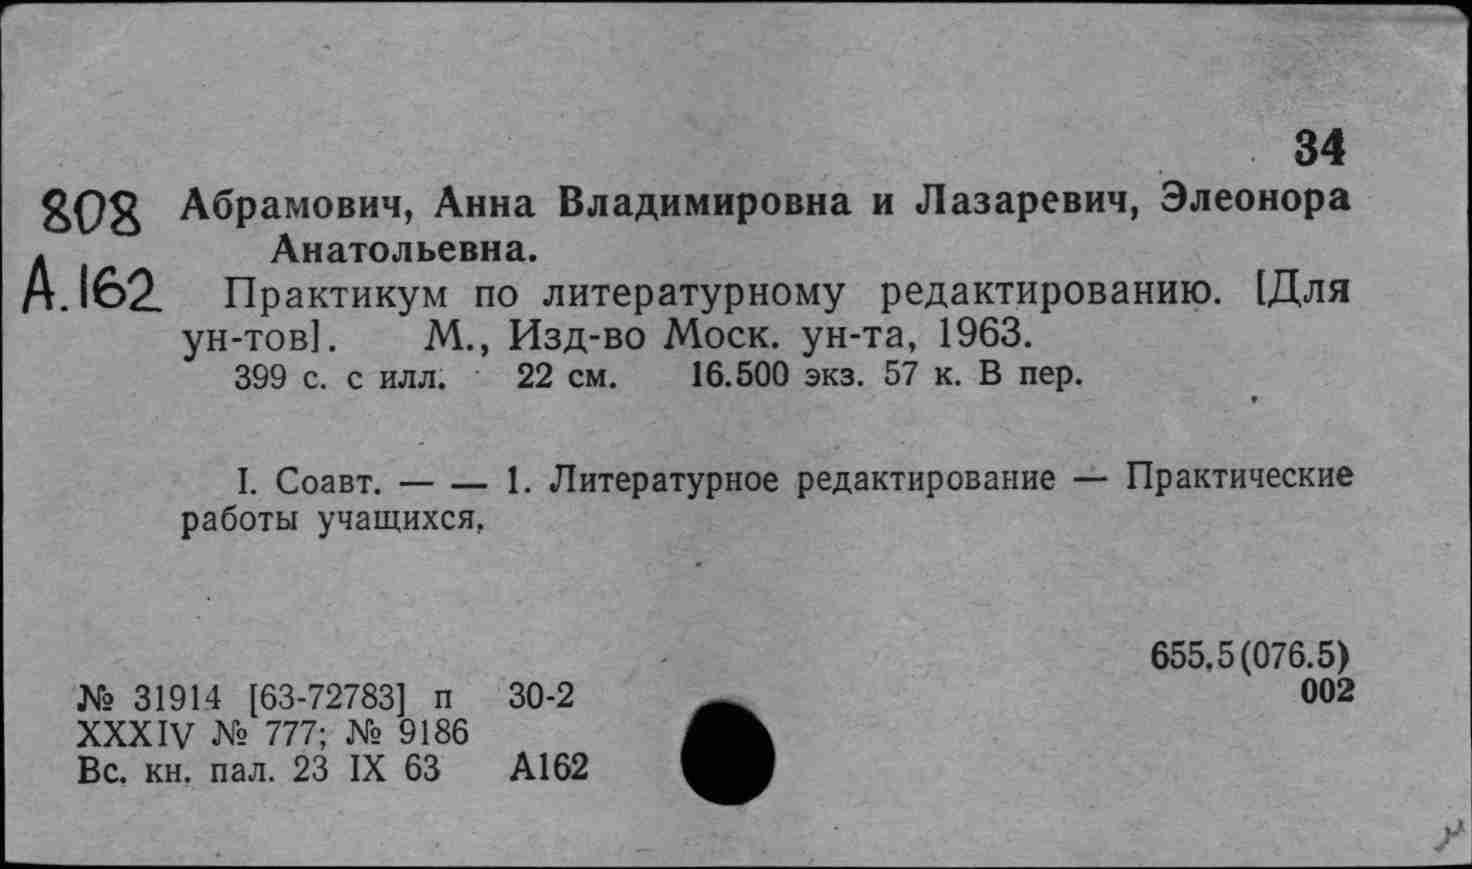 34
808 Абрамович, Анна Владимировна и Лазаревич, Элеонора
Анатольевна.
А.162 Практикум по литературному редактированию. [Для
ун-тов]. М., Изд-во Моск. ун-та, 1963.
399 с. с илл. 22 см. 16.500 экз. 57 к. В пер.
I. Соавт. — — 1. Литературное редактирование — Практические
работы учащихся.
655.5(076.5)
№ 31914 [63-72783] п 30-2 002
XXXIV № 777; № 9186
Вс. кн. пал. 23 IX 63 А162